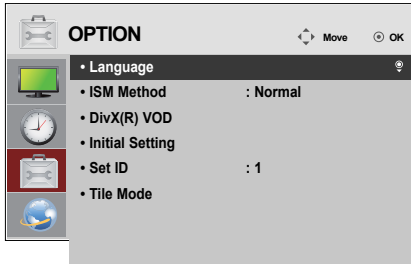 OPTION Move OK
• Language
• ISM Method : Normal
• DivX(R) VOD
• Initial Setting
• Set ID : 1
• Tile Mode